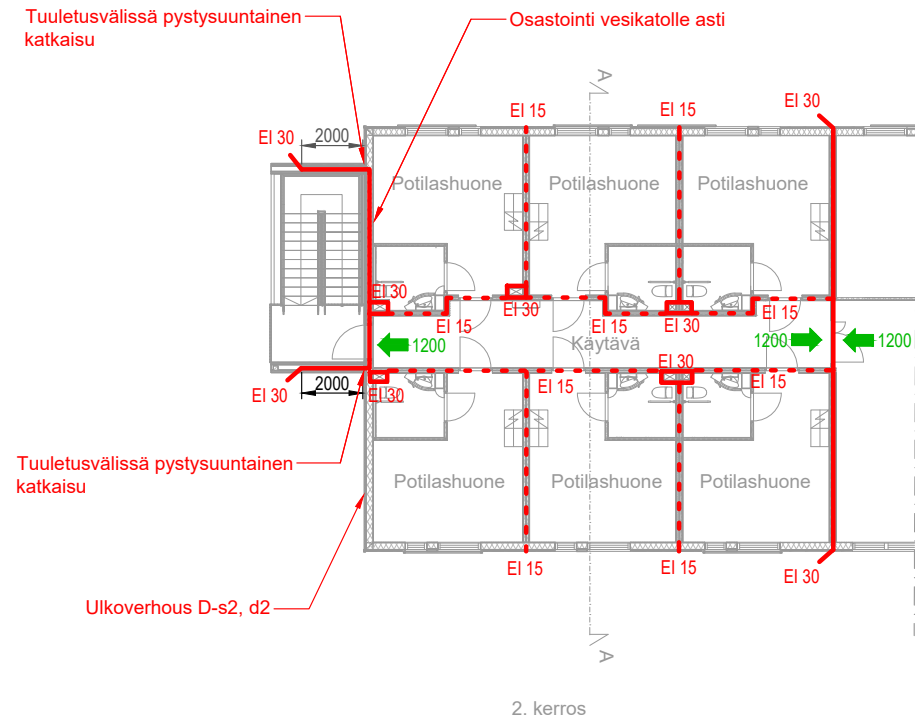 Tuuletusvälissä pystysuuntainen
katkaisu
Osastointi vesikatolle asti
A
EI 30
2000
EI 15
EI 15
EI 30
Potilashuone
Potilashuone
Potilashuone
EI 30
EI 30
EI 15
EI 15
EI 30
EI 15
1200
Käytävä
1200
1200
EI 30
EI 30
2000
EI 30
EI 15
EI 15
Tuuletusvälissä pystysuuntainen
katkaisu
Potilashuone
Potilashuone
Potilashuone
EI 15
EI 15
EI 30
Ulkoverhous D-s2, d2
A
2. kerros